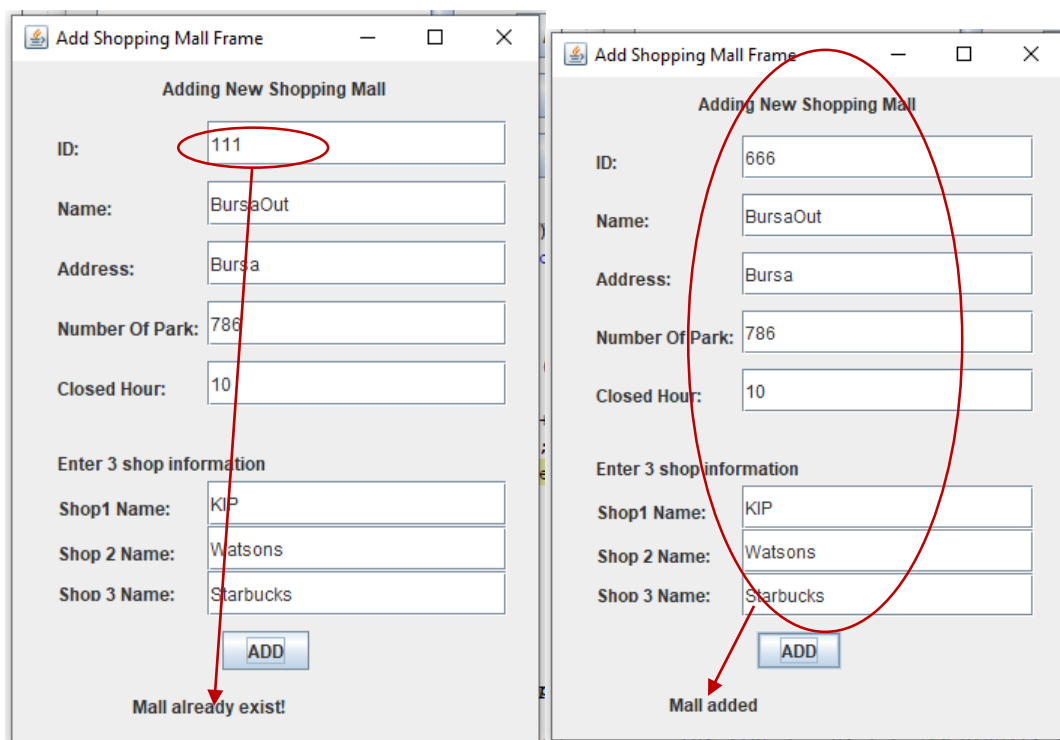 Add Shopping Mall Frame
Adding New Shopping Mall
ID: 111
Name: BursaOut
Address: Bursa
Number Of Park: 786
Closed Hour: 10
Enter 3 shop information
Shop1 Name: KIP
Shop 2 Name: Watsons
Shop 3 Name: Starbucks
ADD
Mall already exist!
Add Shopping Mall Frame
Adding New Shopping Mall
ID: 666
Name: BursaOut
Address: Bursa
Number Of Park: 786
Closed Hour: 10
Enter 3 shop information
Shop1 Name: KIP
Shop 2 Name: Watsons
Shop 3 Name: Starbucks
ADD
Mall added